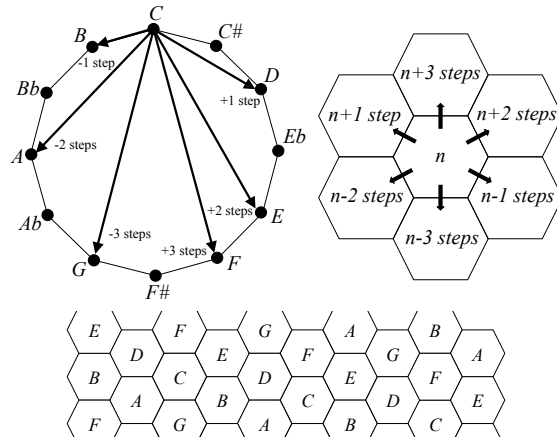 C
B
C#
-1 step
+1 step
D
Bb
A
-2 steps
Eb
Ab
+2 steps
E
-3 steps
+3 steps
G
F
F#
n+3 steps
n+1 step
n+2 steps
n
n-2 steps
n-1 steps
n-3 steps
E F G A B
D E F G A
B C D E F
A B C D E
F G A B C